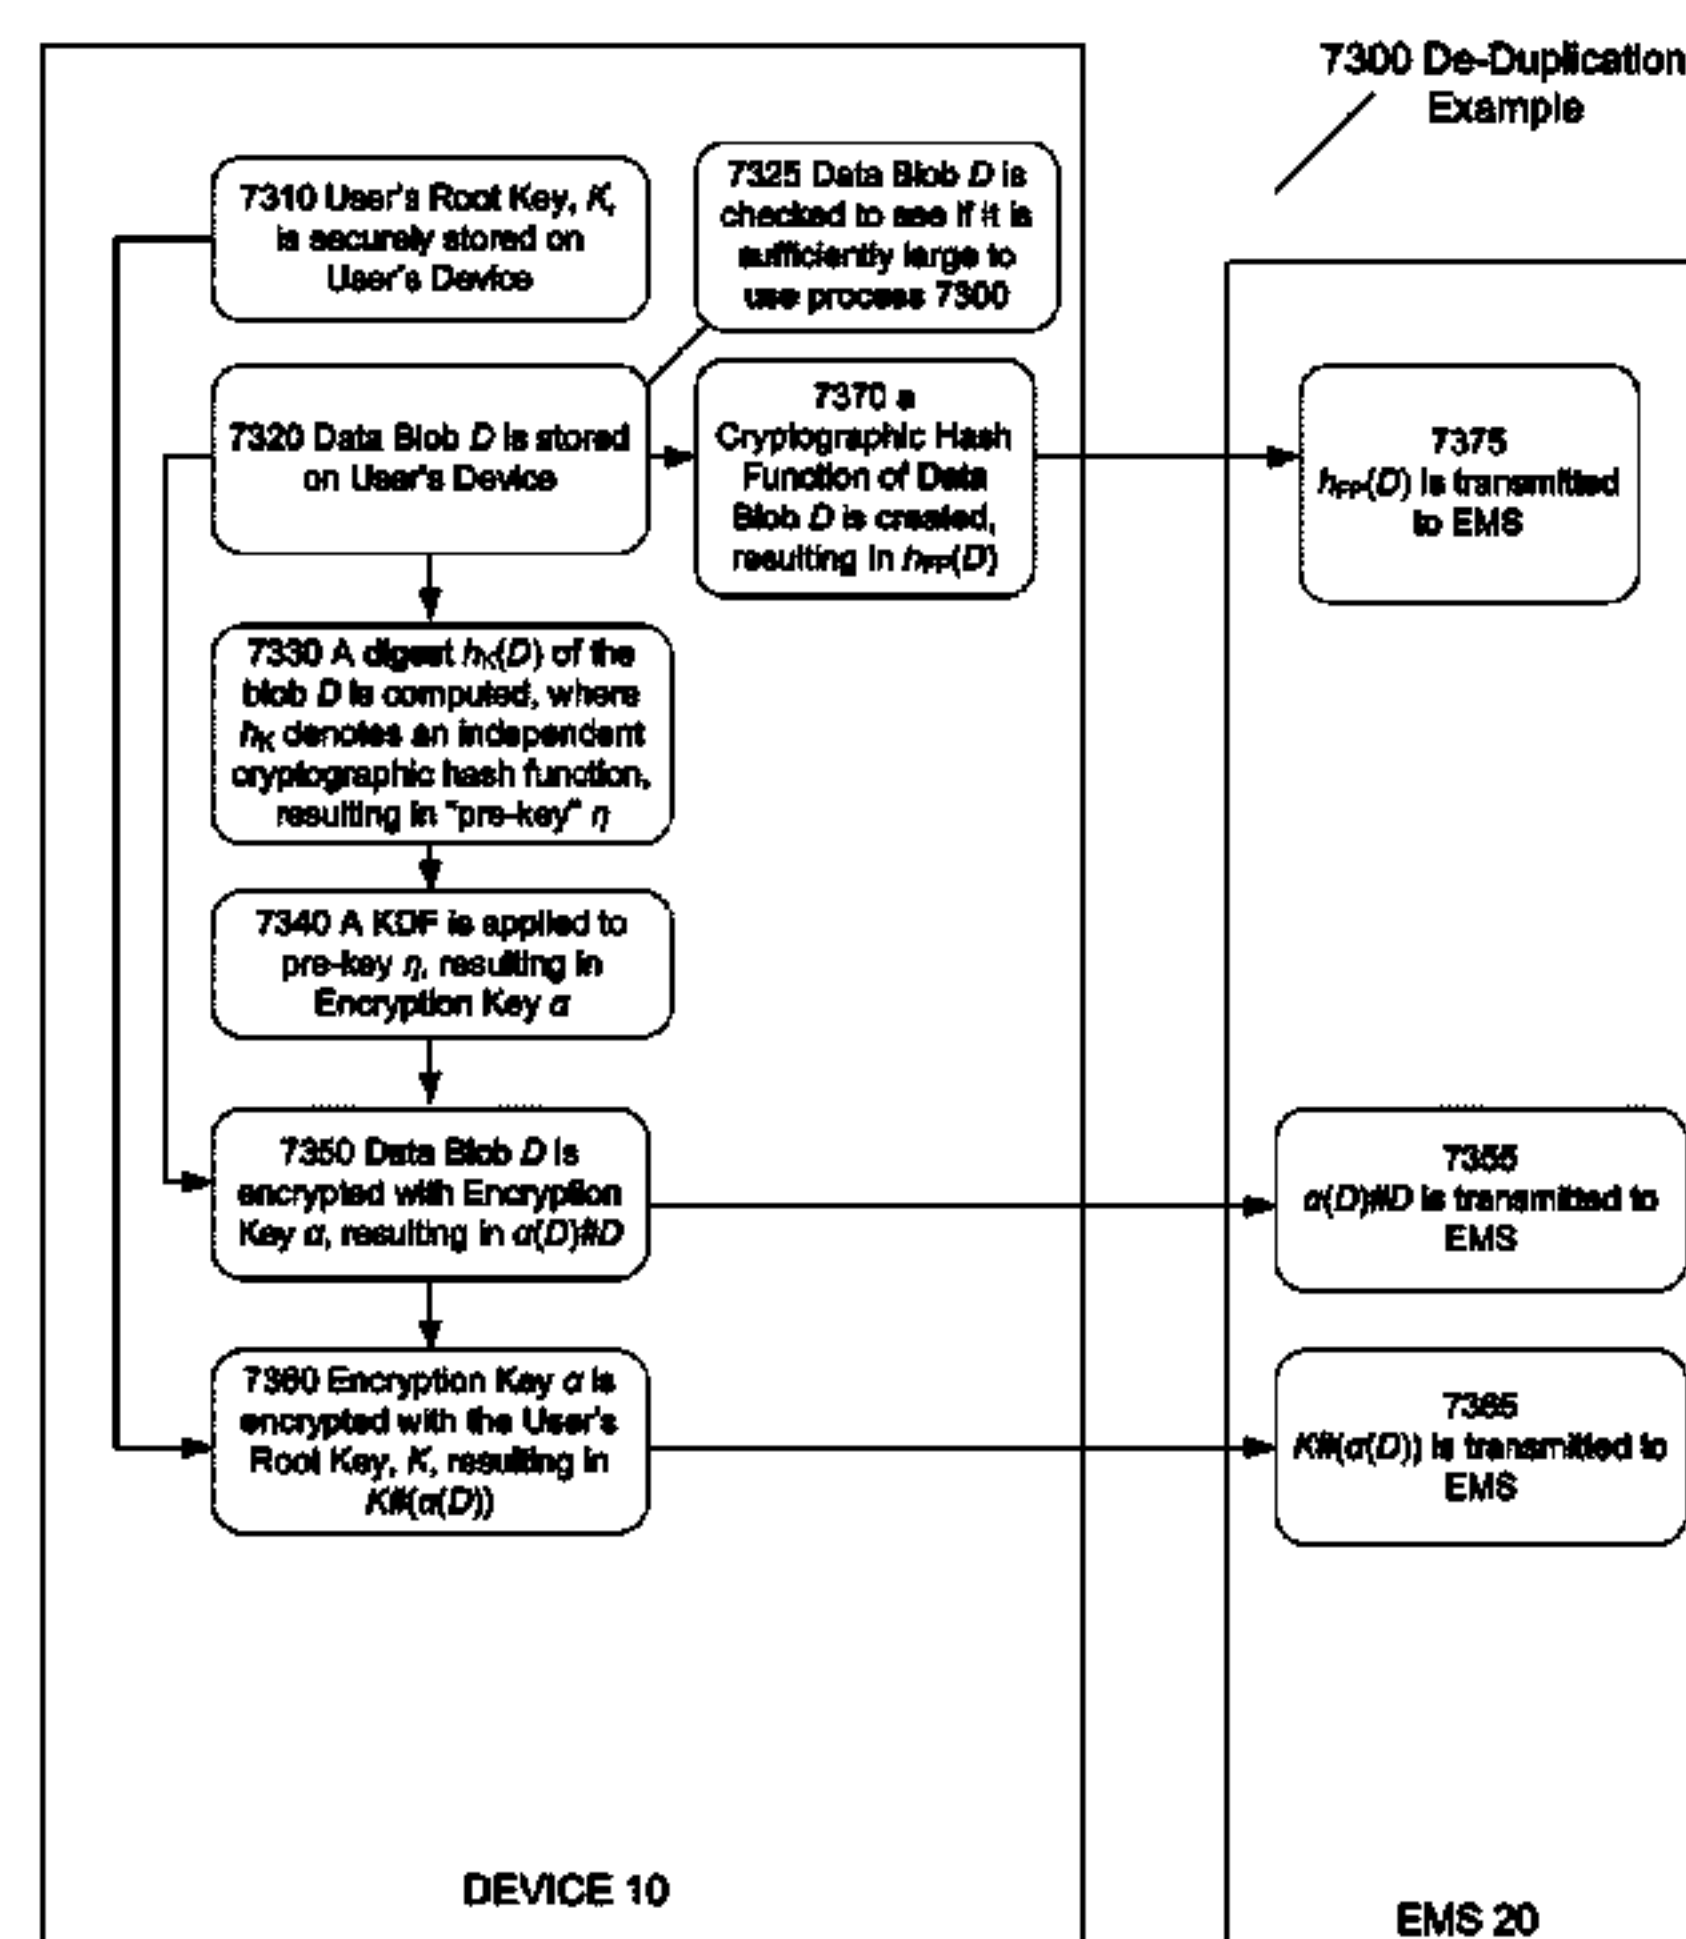 7300 De-Duplication
Example
7310 User's Root Key, K,
is securely stored on
User's Device
7325 Data Blob D is
checked to see if it is
sufficiently large to
use process 7300
7320 Data Blob D is stored
on User's Device
7370 a
Cryptographic Hash
Function of Data
Blob D is created,
resulting in hFP(D)
7375
hFP(D) is transmitted
to EMS
7330 A digest hK(D) of the
blob D is computed, where
hK denotes an independent
cryptographic hash function,
resulting in "pre-key" η
7340 A KDF is applied to
pre-key η, resulting in
Encryption Key α
7350 Data Blob D is
encrypted with Encryption
Key α, resulting in α(D)#D
7355
α(D)#D is transmitted to
EMS
7360 Encryption Key α is
encrypted with the User's
Root Key, K, resulting in
K#(α(D))
7365
K#(α(D)) is transmitted to
EMS
DEVICE 10
EMS 20